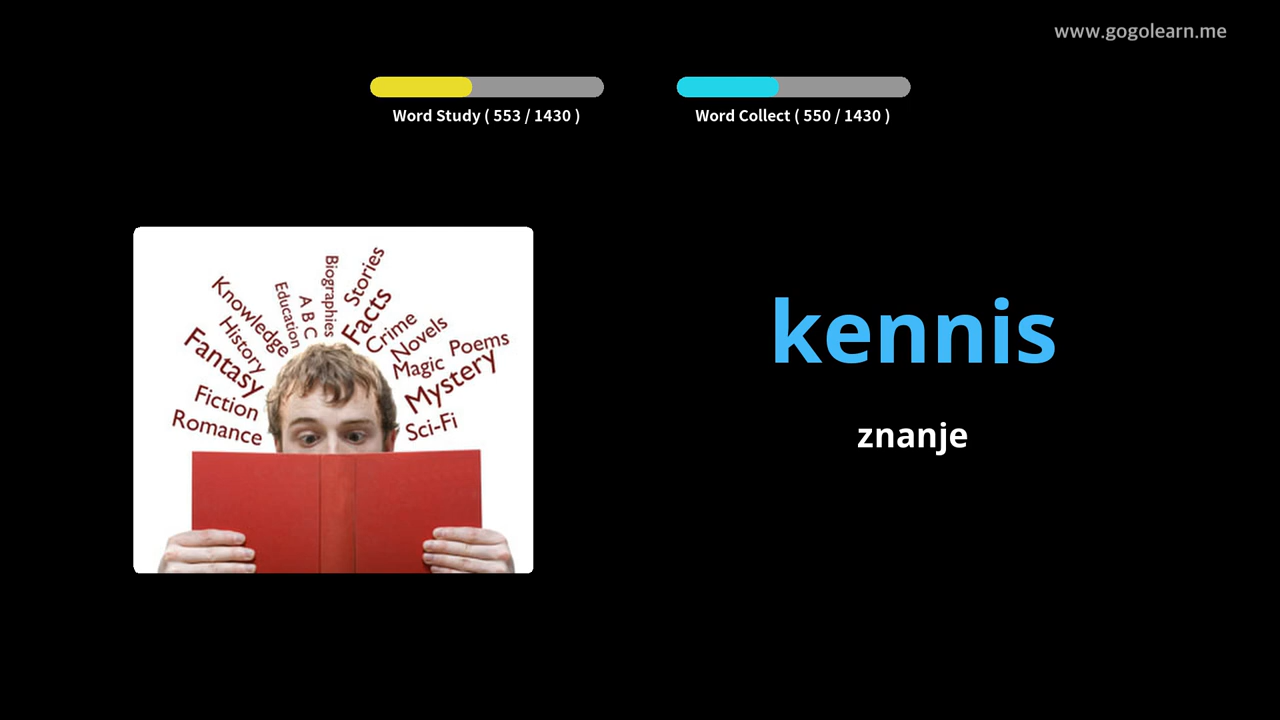 www.gogolearn.me
Word Study ( 553 / 1430 )
Word Collect ( 550 / 1430 )
Romance
Fiction
Fantasy
History
Knowledge
Education
A B C
Biographies
Stories
Facts
Crime
Novels
Magic
Poems
Mystery
Sci-Fi
kennis
znanje